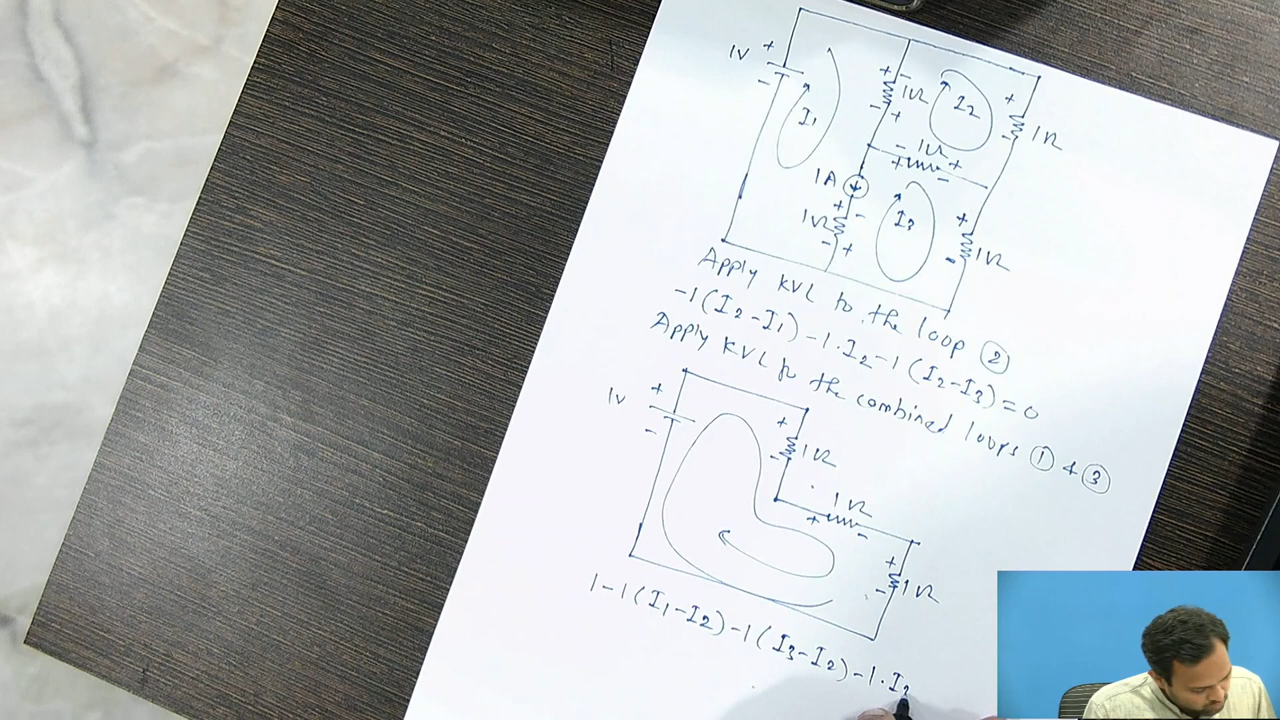 1V + -
I₁
+ - 1Ω - +
I₂
+ - 1Ω
- 1Ω +
+ -
1A
+ 1Ω - - +
I₃
+ - 1Ω
Apply KVL to the loop ②
-1(I₂-I₁)-1·I₂-1(I₂-I₃)=0
Apply KVL to the combined loops ① & ③
1V + -
+ - 1Ω
1Ω
+ -
+ - 1Ω
1-1(I₁-I₂)-1(I₃-I₂)-1·I₃